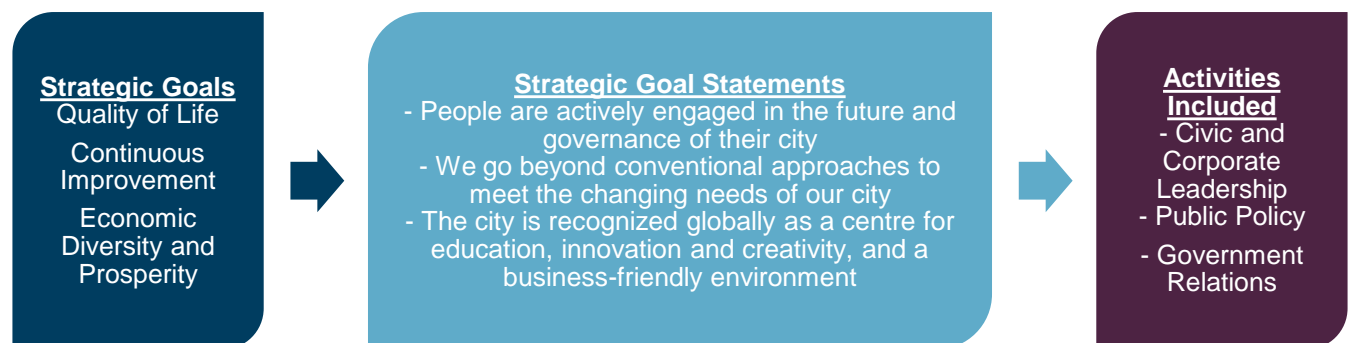 Strategic Goals
Quality of Life
Continuous
Improvement
Economic
Diversity and
Prosperity
Strategic Goal Statements
- People are actively engaged in the future and
governance of their city
- We go beyond conventional approaches to
meet the changing needs of our city
- The city is recognized globally as a centre for
education, innovation and creativity, and a
business-friendly environment
Activities
Included
- Civic and
Corporate
Leadership
- Public Policy
- Government
Relations